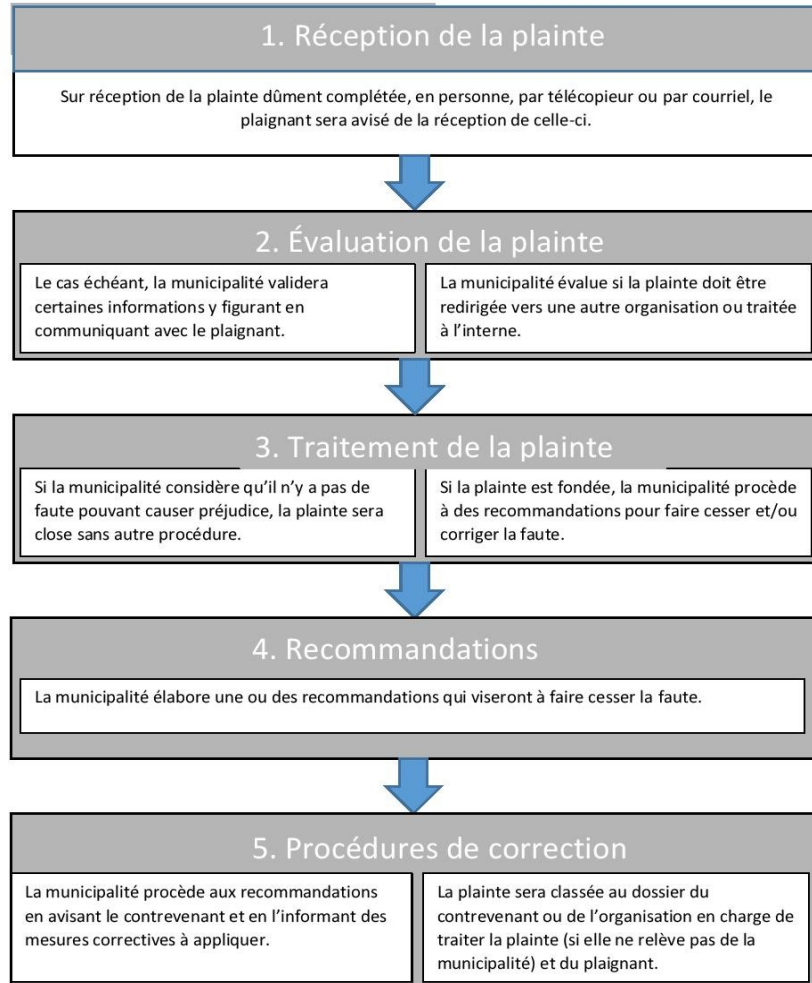 1. Réception de la plainte
Sur réception de la plainte dûment complétée, en personne, par télécopieur ou par courriel, le
plaignant sera avisé de la réception de celle-ci.
2. Évaluation de la plainte
Le cas échéant, la municipalité validera
certaines informations y figurant en
communiquant avec le plaignant.
La municipalité évalue si la plainte doit être
redirigée vers une autre organisation ou traitée
à l’interne.
3. Traitement de la plainte
Si la municipalité considère qu’il n’y a pas de
faute pouvant causer préjudice, la plainte sera
close sans autre procédure.
Si la plainte est fondée, la municipalité procède
à des recommandations pour faire cesser et/ou
corriger la faute.
4. Recommandations
La municipalité élabore une ou des recommandations qui viseront à faire cesser la faute.
5. Procédures de correction
La municipalité procède aux recommandations
en avisant le contrevenant et en l’informant des
mesures correctives à appliquer.
La plainte sera classée au dossier du
contrevenant ou de l’organisation en charge de
traiter la plainte (si elle ne relève pas de la
municipalité) et du plaignant.